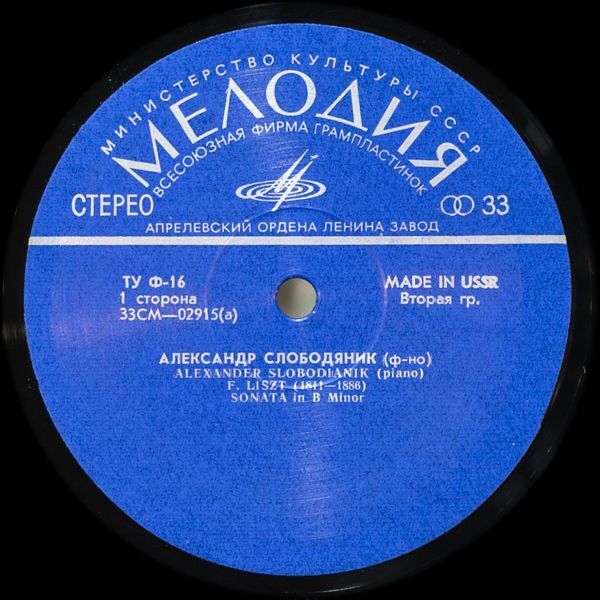 МИНИСТЕРСТВО КУЛЬТУРЫ СССР
МЕЛОДИЯ
ВСЕСОЮЗНАЯ ФИРМА ГРАМПЛАСТИНОК
СТЕРЕО
33
АПРЕЛЕВСКИЙ ОРДЕНА ЛЕНИНА ЗАВОД
ТУ Ф-16
MADE IN USSR
1 сторона
Вторая гр.
33СМ—02915(а)
АЛЕКСАНДР СЛОБОДЯНИК (ф-но)
ALEXANDER SLOBODIANIK (piano)
F. LISZT (1811—1886)
SONATA in B Minor